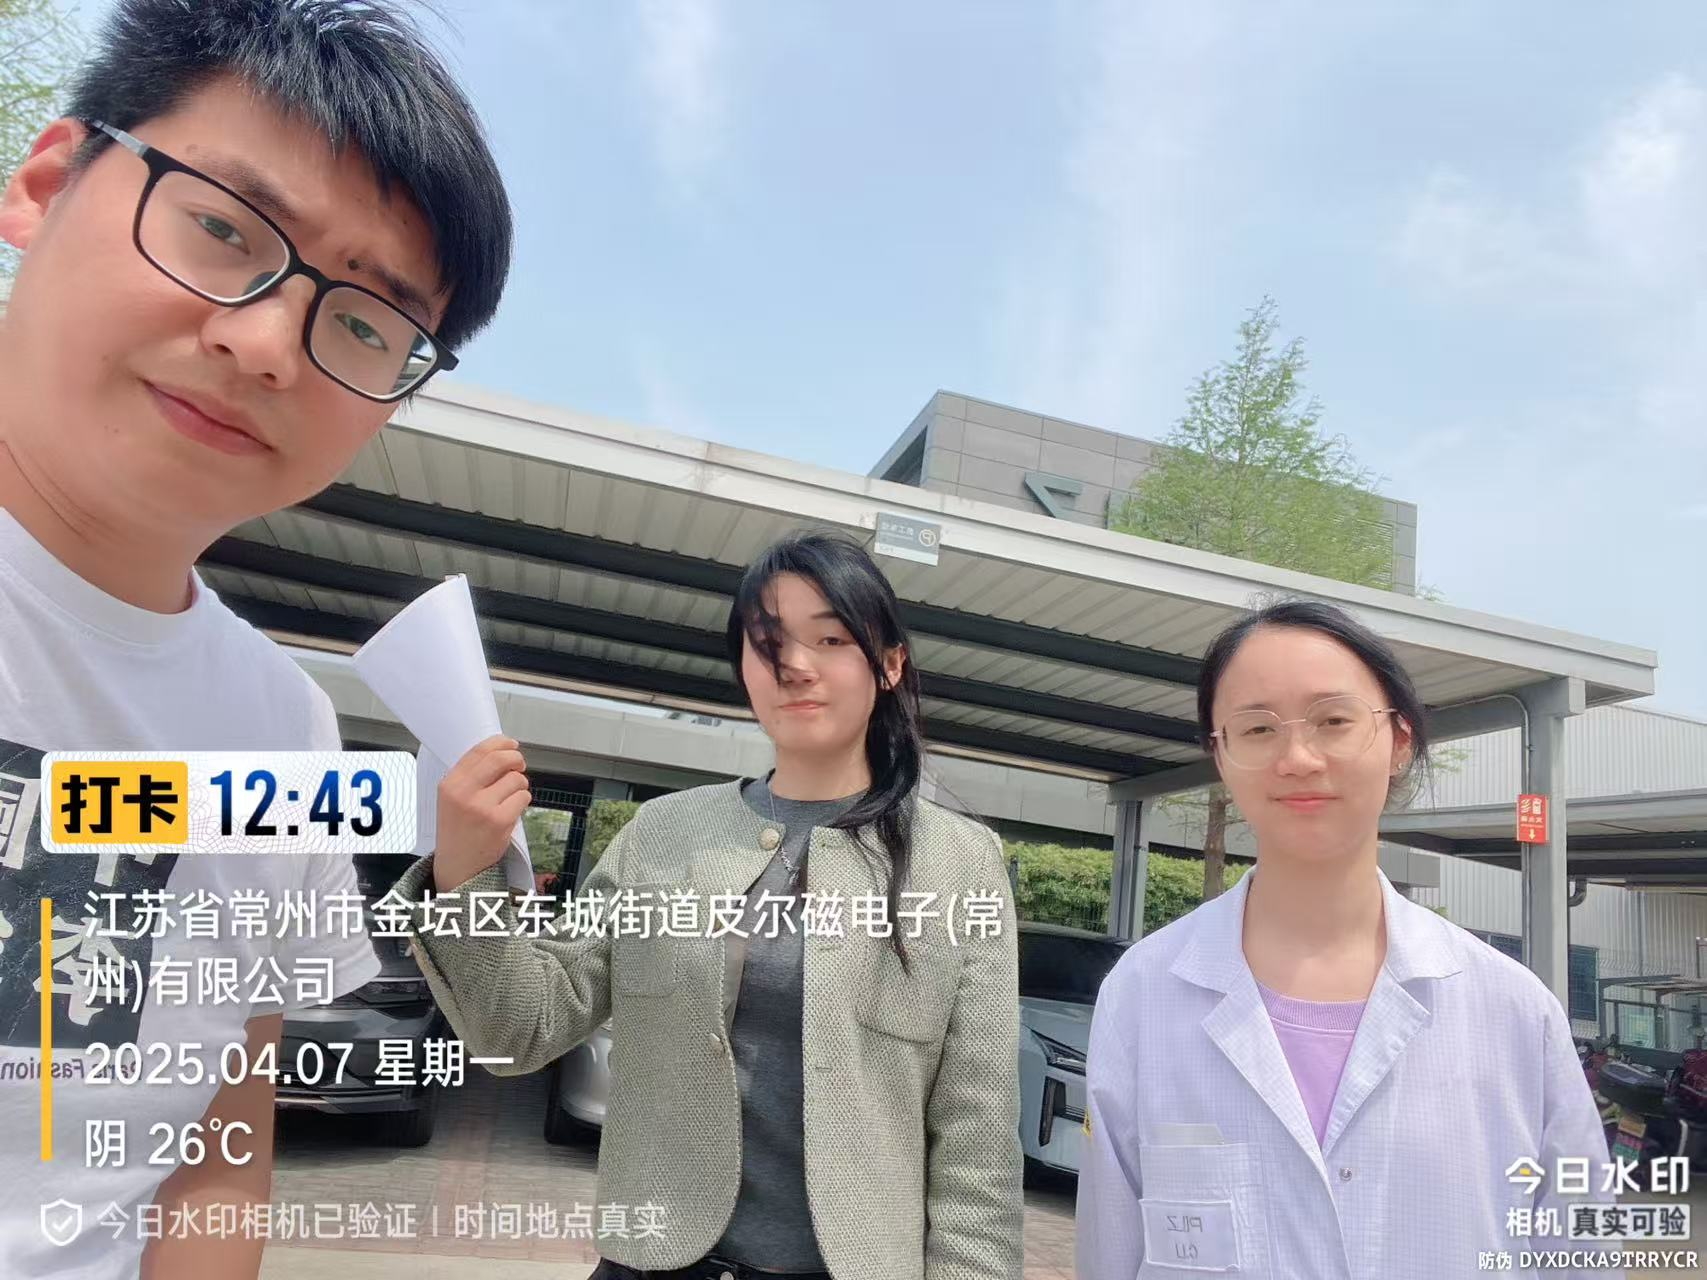 打卡 12:43
江苏省常州市金坛区东城街道皮尔磁电子(常
州)有限公司
2025.04.07 星期一
阴 26℃
今日水印相机已验证 | 时间地点真实
PILZ
GU
今日水印
相机 真实可验
防伪 DYXDCKA9TRRYCR